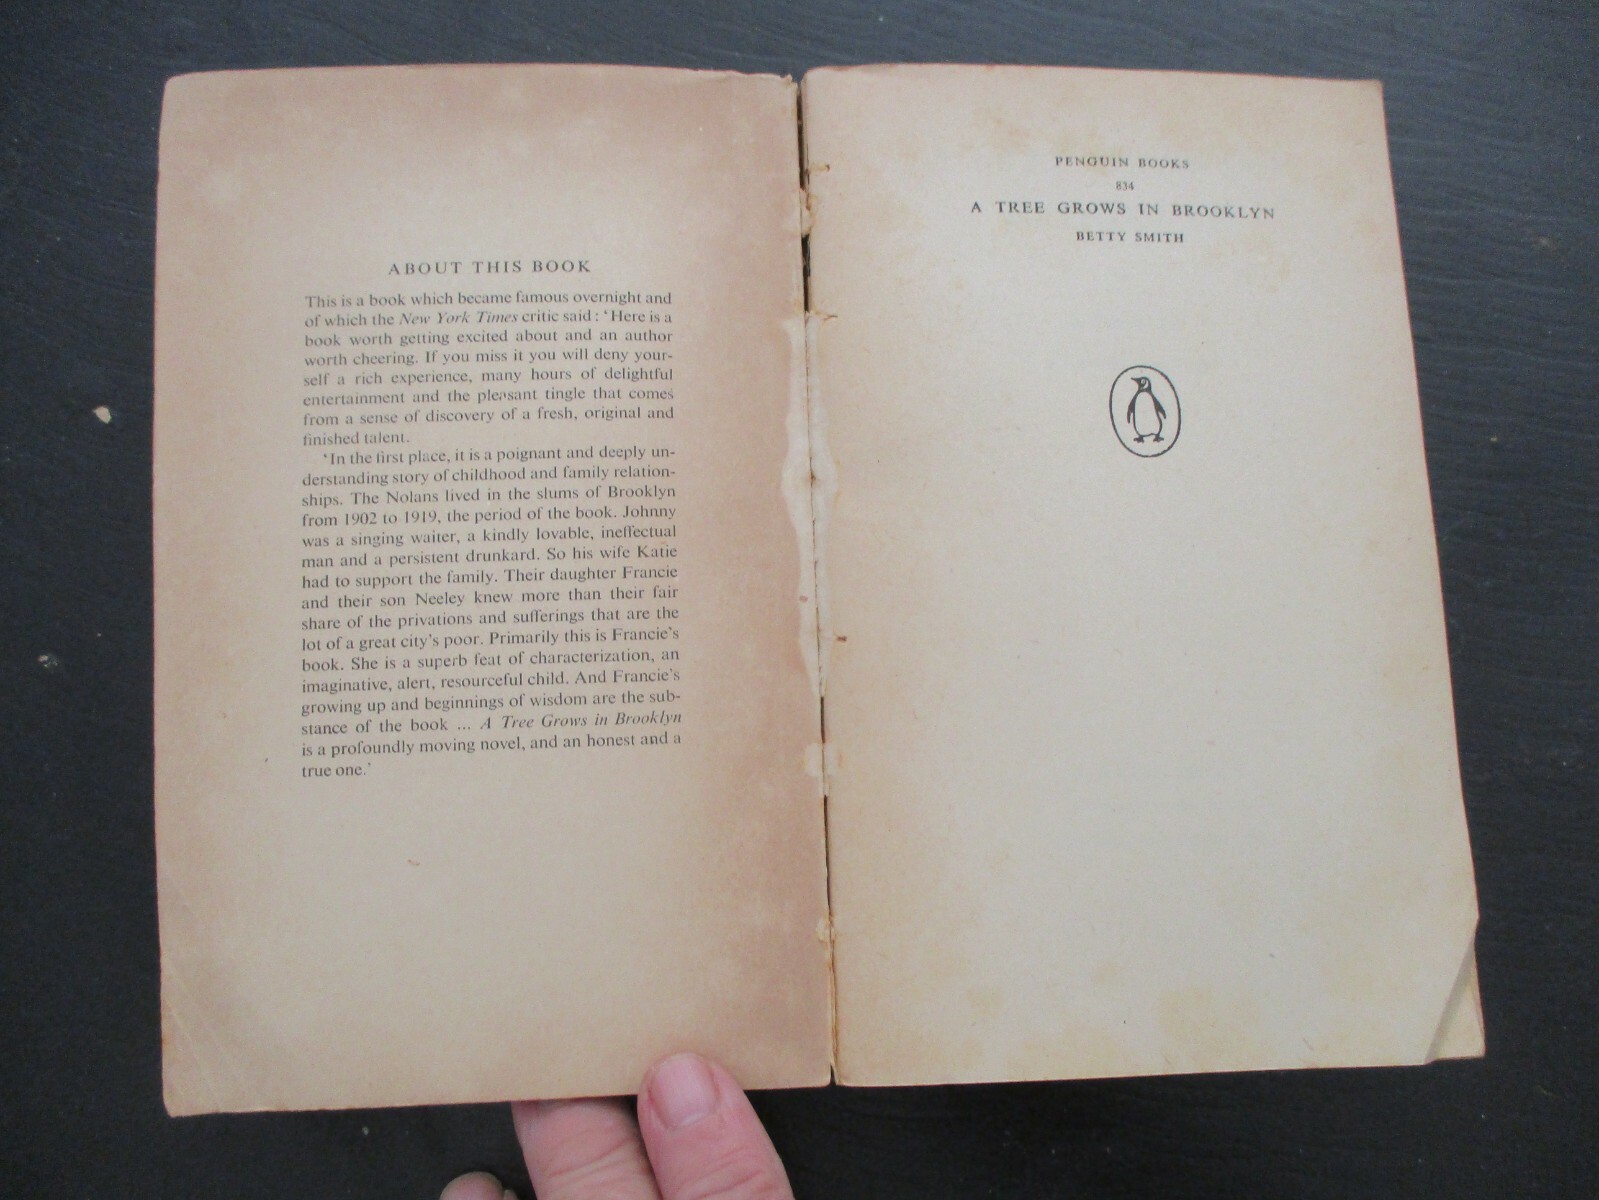 ABOUT THIS BOOK
This is a book which became famous overnight and
of which the New York Times critic said : ‘Here is a
book worth getting excited about and an author
worth cheering. If you miss it you will deny your-
self a rich experience, many hours of delightful
entertainment and the pleasant tingle that comes
from a sense of discovery of a fresh, original and
finished talent.
‘In the first place, it is a poignant and deeply un-
derstanding story of childhood and family relation-
ships. The Nolans lived in the slums of Brooklyn
from 1902 to 1919, the period of the book. Johnny
was a singing waiter, a kindly lovable, ineffectual
man and a persistent drunkard. So his wife Katie
had to support the family. Their daughter Francie
and their son Neeley knew more than their fair
share of the privations and sufferings that are the
lot of a great city’s poor. Primarily this is Francie’s
book. She is a superb feat of characterization, an
imaginative, alert, resourceful child. And Francie’s
growing up and beginnings of wisdom are the sub-
stance of the book ... A Tree Grows in Brooklyn
is a profoundly moving novel, and an honest and a
true one.’
PENGUIN BOOKS
834
A TREE GROWS IN BROOKLYN
BETTY SMITH